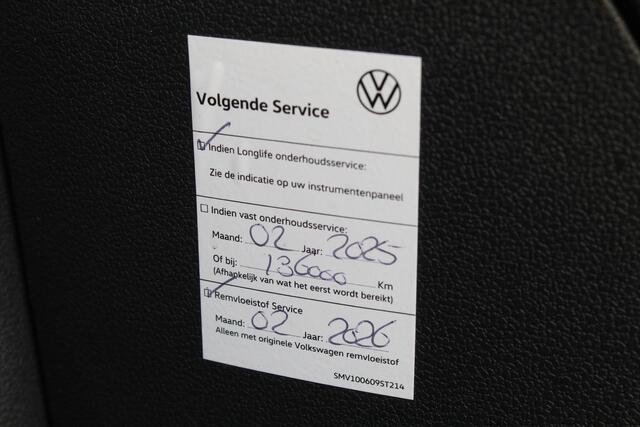 Volgende Service
Indien Longlife onderhoudsservice:
Zie de indicatie op uw instrumentenpaneel
Indien vast onderhoudsservice:
Maand: 02 Jaar: 2025
Of bij: 136000 Km
(Afhankelijk van wat het eerst wordt bereikt)
Remvloeistof Service
Maand: 02 Jaar: 2026
Alleen met originele Volkswagen remvloeistof
SMV100609ST214